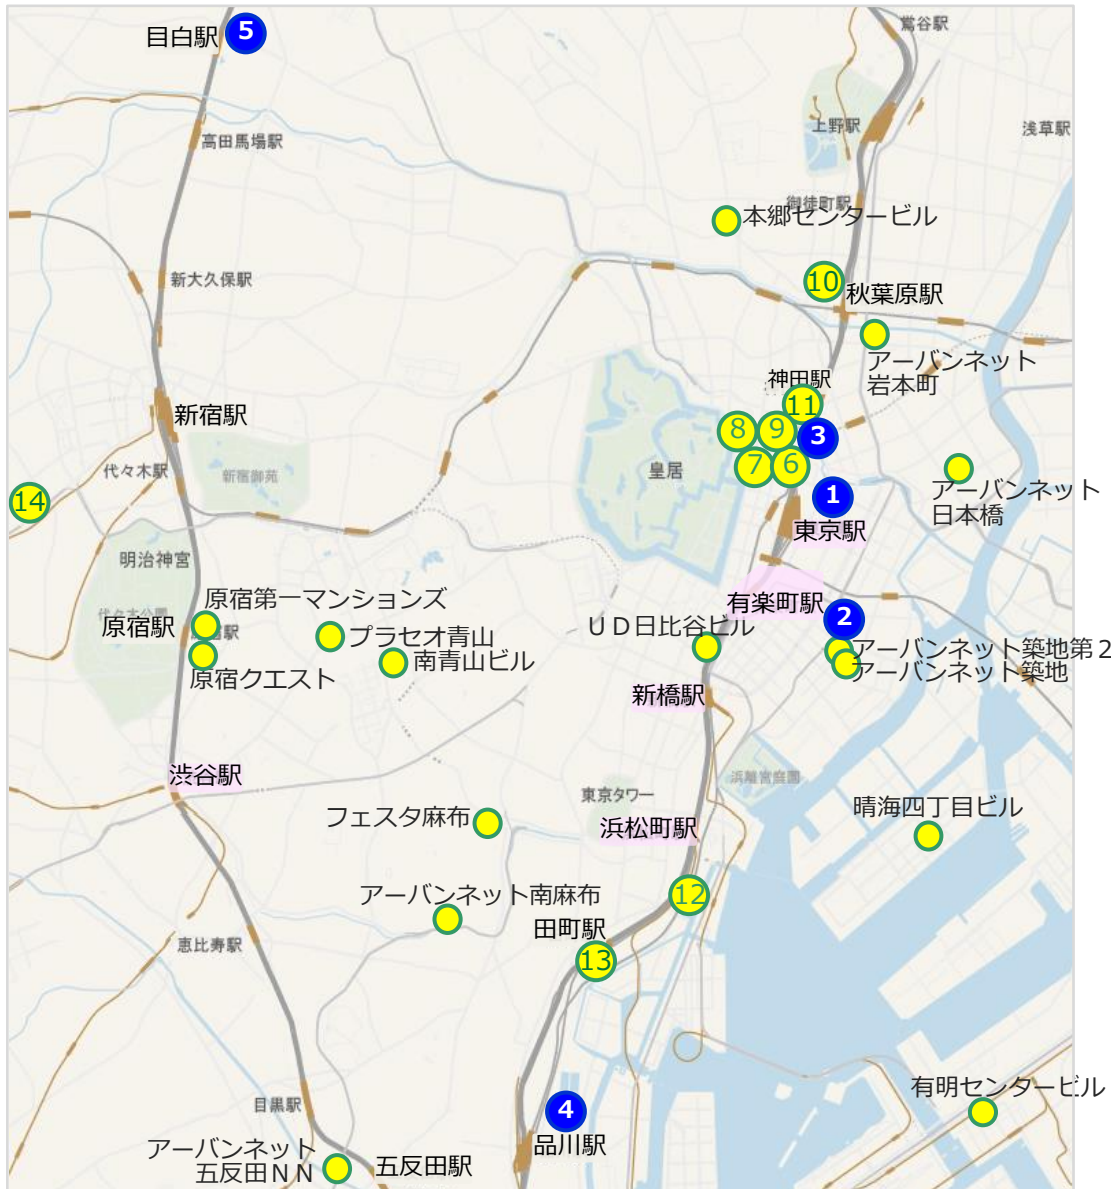 目白駅
5
鶯谷駅
高田馬場駅
上野駅
浅草駅
御徒町駅
本郷センタービル
新大久保駅
10
秋葉原駅
アーバンネット
岩本町
神田駅
11
新宿駅
8
9
3
代々木駅
新宿御苑
皇居
7
6
14
1
アーバンネット
日本橋
東京駅
明治神宮
原宿第一マンションズ
代々木公園
有楽町駅
2
原宿駅
プラセオ青山
ＵＤ日比谷ビル
アーバンネット築地第２
原宿クエスト
南青山ビル
アーバンネット築地
新橋駅
渋谷駅
浜離宮庭園
東京タワー
フェスタ麻布
浜松町駅
晴海四丁目ビル
アーバンネット南麻布
12
田町駅
恵比寿駅
13
目黒駅
4
有明センタービル
アーバンネット
五反田ＮＮ
五反田駅
品川駅